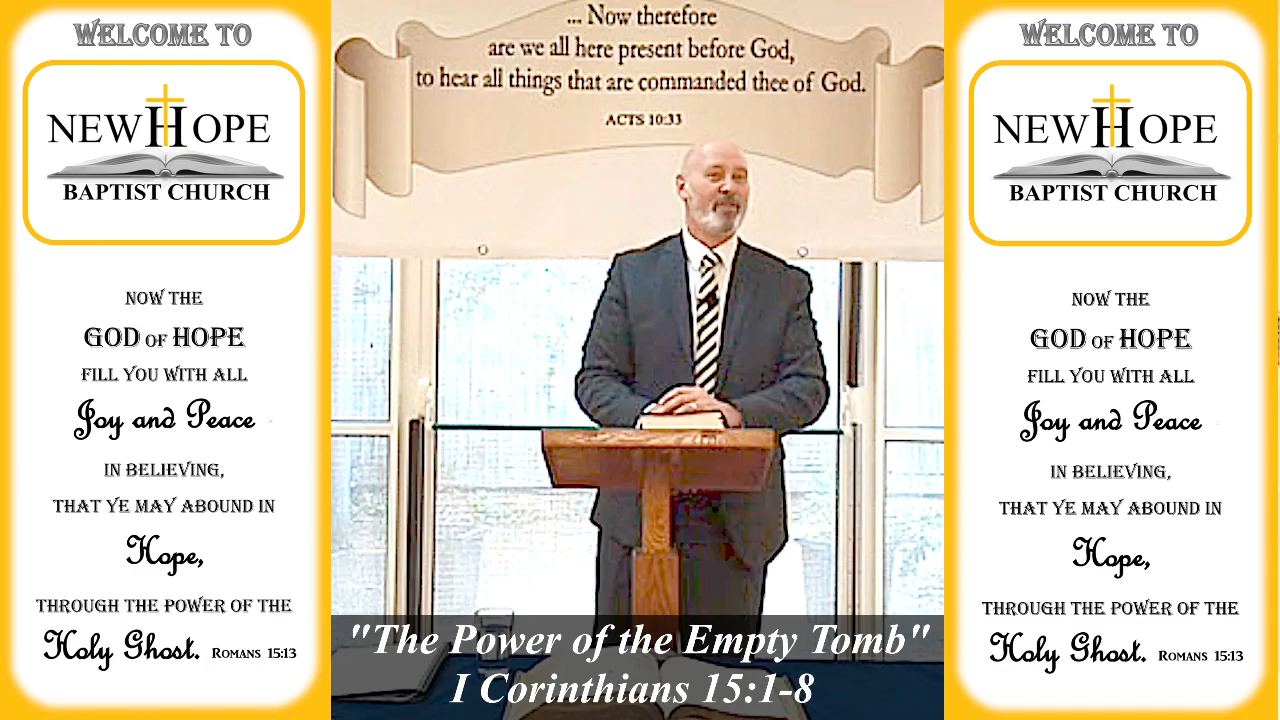 WELCOME TO
NEW HOPE
BAPTIST CHURCH
NOW THE
GOD OF HOPE
FILL YOU WITH ALL
Joy and Peace
IN BELIEVING,
THAT YE MAY ABOUND IN
Hope,
THROUGH THE POWER OF THE
Holy Ghost. ROMANS 15:13
... Now therefore
are we all here present before God,
to hear all things that are commanded thee of God.
ACTS 10:33
"The Power of the Empty Tomb"
I Corinthians 15:1-8
WELCOME TO
NEW HOPE
BAPTIST CHURCH
NOW THE
GOD OF HOPE
FILL YOU WITH ALL
Joy and Peace
IN BELIEVING,
THAT YE MAY ABOUND IN
Hope,
THROUGH THE POWER OF THE
Holy Ghost. ROMANS 15:13